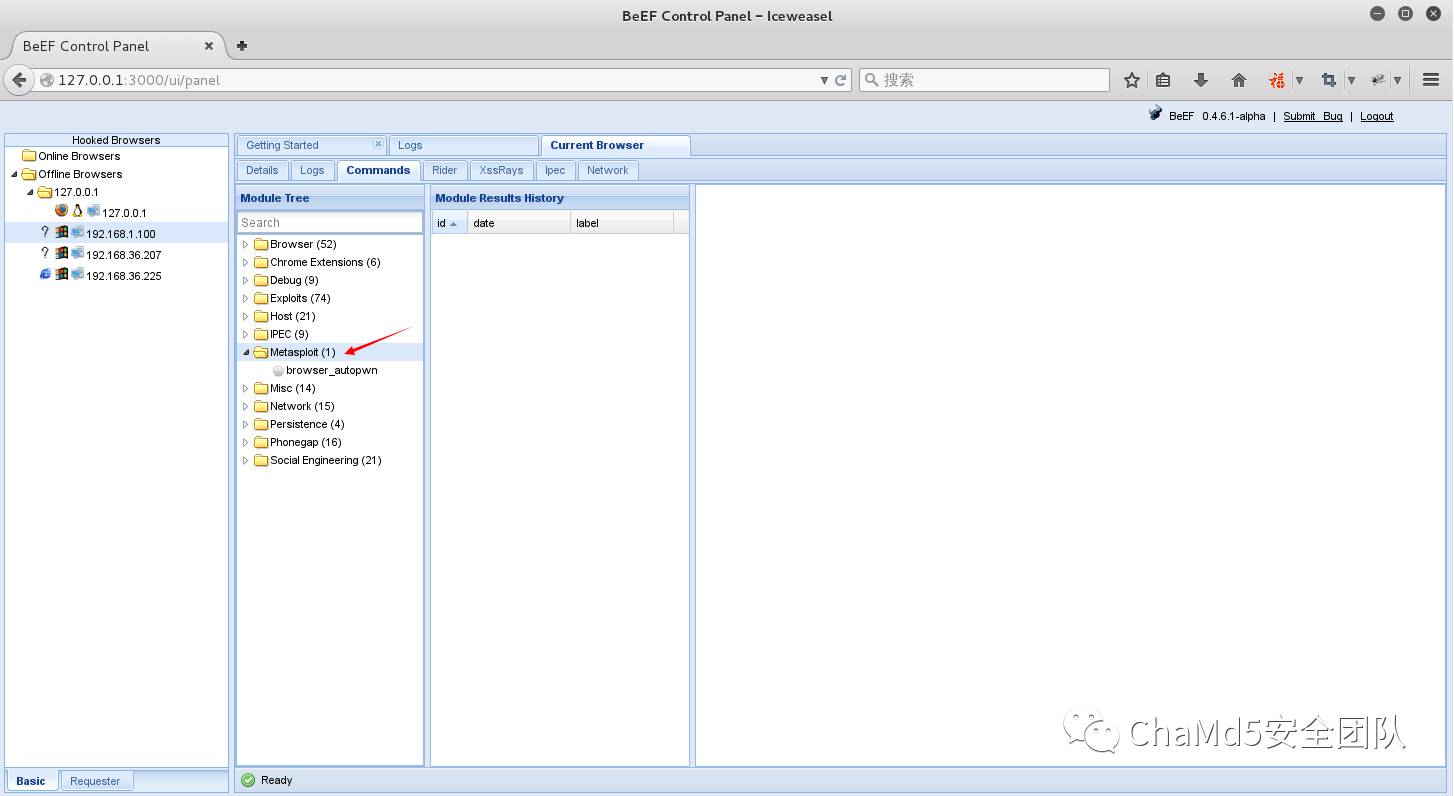 BeEF Control Panel - Iceweasel
BeEF Control Panel
127.0.0.1:3000/ui/panel
搜索
BeEF 0.4.6.1-alpha | Submit Bug | Logout
Hooked Browsers
Online Browsers
Offline Browsers
127.0.0.1
127.0.0.1
192.168.1.100
192.168.36.207
192.168.36.225
Basic
Requester
Getting Started
Logs
Current Browser
Details
Logs
Commands
Rider
XssRays
Ipec
Network
Module Tree
Search
Browser (52)
Chrome Extensions (6)
Debug (9)
Exploits (74)
Host (21)
IPEC (9)
Metasploit (1)
browser_autopwn
Misc (14)
Network (15)
Persistence (4)
Phonegap (16)
Social Engineering (21)
Module Results History
id date label
ChaMd5安全团队
Ready